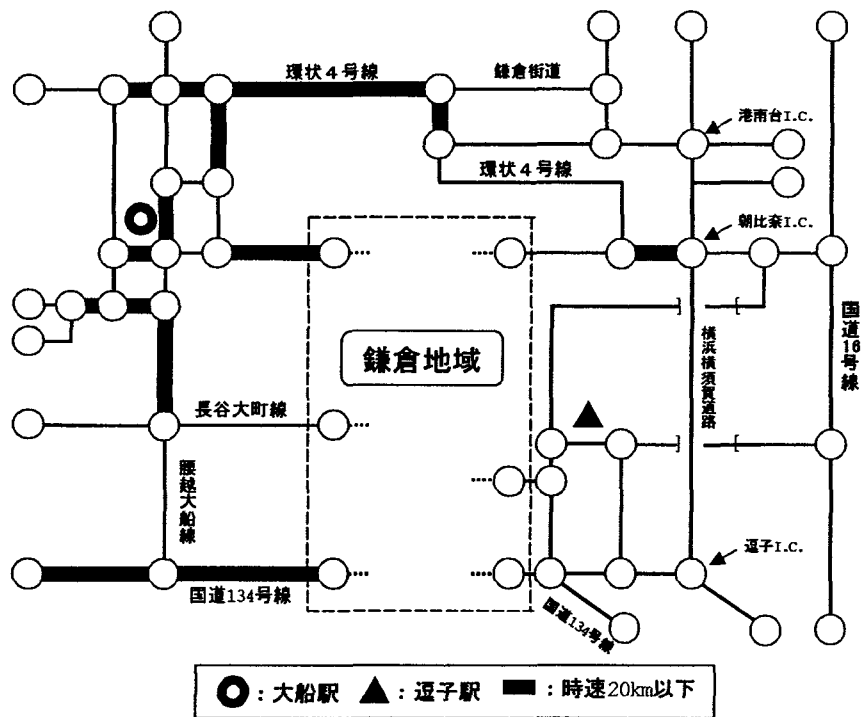 環状４号線
鎌倉街道
港南台I.C.
環状４号線
朝比奈I.C.
国道16号線
横浜横須賀道路
鎌倉地域
長谷大町線
腰越大船線
逗子I.C.
国道134号線
国道134号線
：大船駅 ：逗子駅 ：時速20km以下